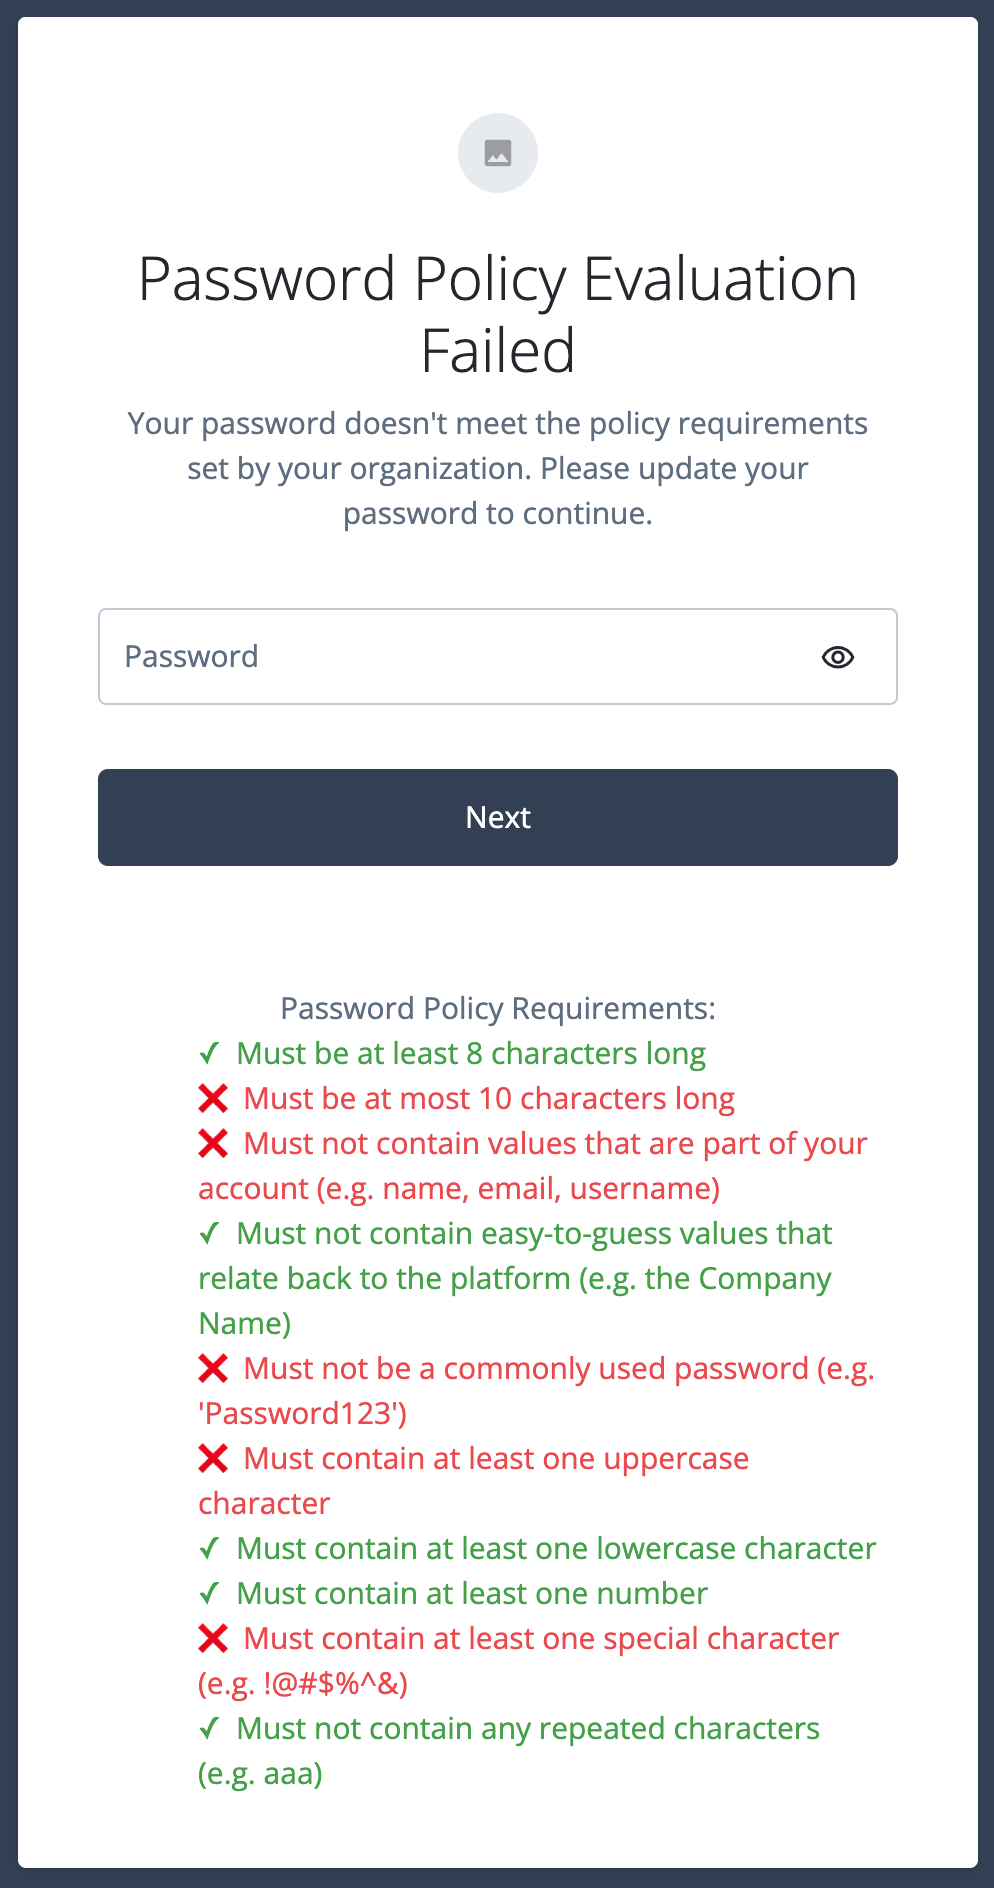 Password Policy Evaluation
Failed
Your password doesn't meet the policy requirements
set by your organization. Please update your
password to continue.
Password
Next
Password Policy Requirements:
✓ Must be at least 8 characters long
❌ Must be at most 10 characters long
❌ Must not contain values that are part of your
account (e.g. name, email, username)
✓ Must not contain easy-to-guess values that
relate back to the platform (e.g. the Company
Name)
❌ Must not be a commonly used password (e.g.
'Password123')
❌ Must contain at least one uppercase
character
✓ Must contain at least one lowercase character
✓ Must contain at least one number
❌ Must contain at least one special character
(e.g. !@#$%^&)
✓ Must not contain any repeated characters
(e.g. aaa)